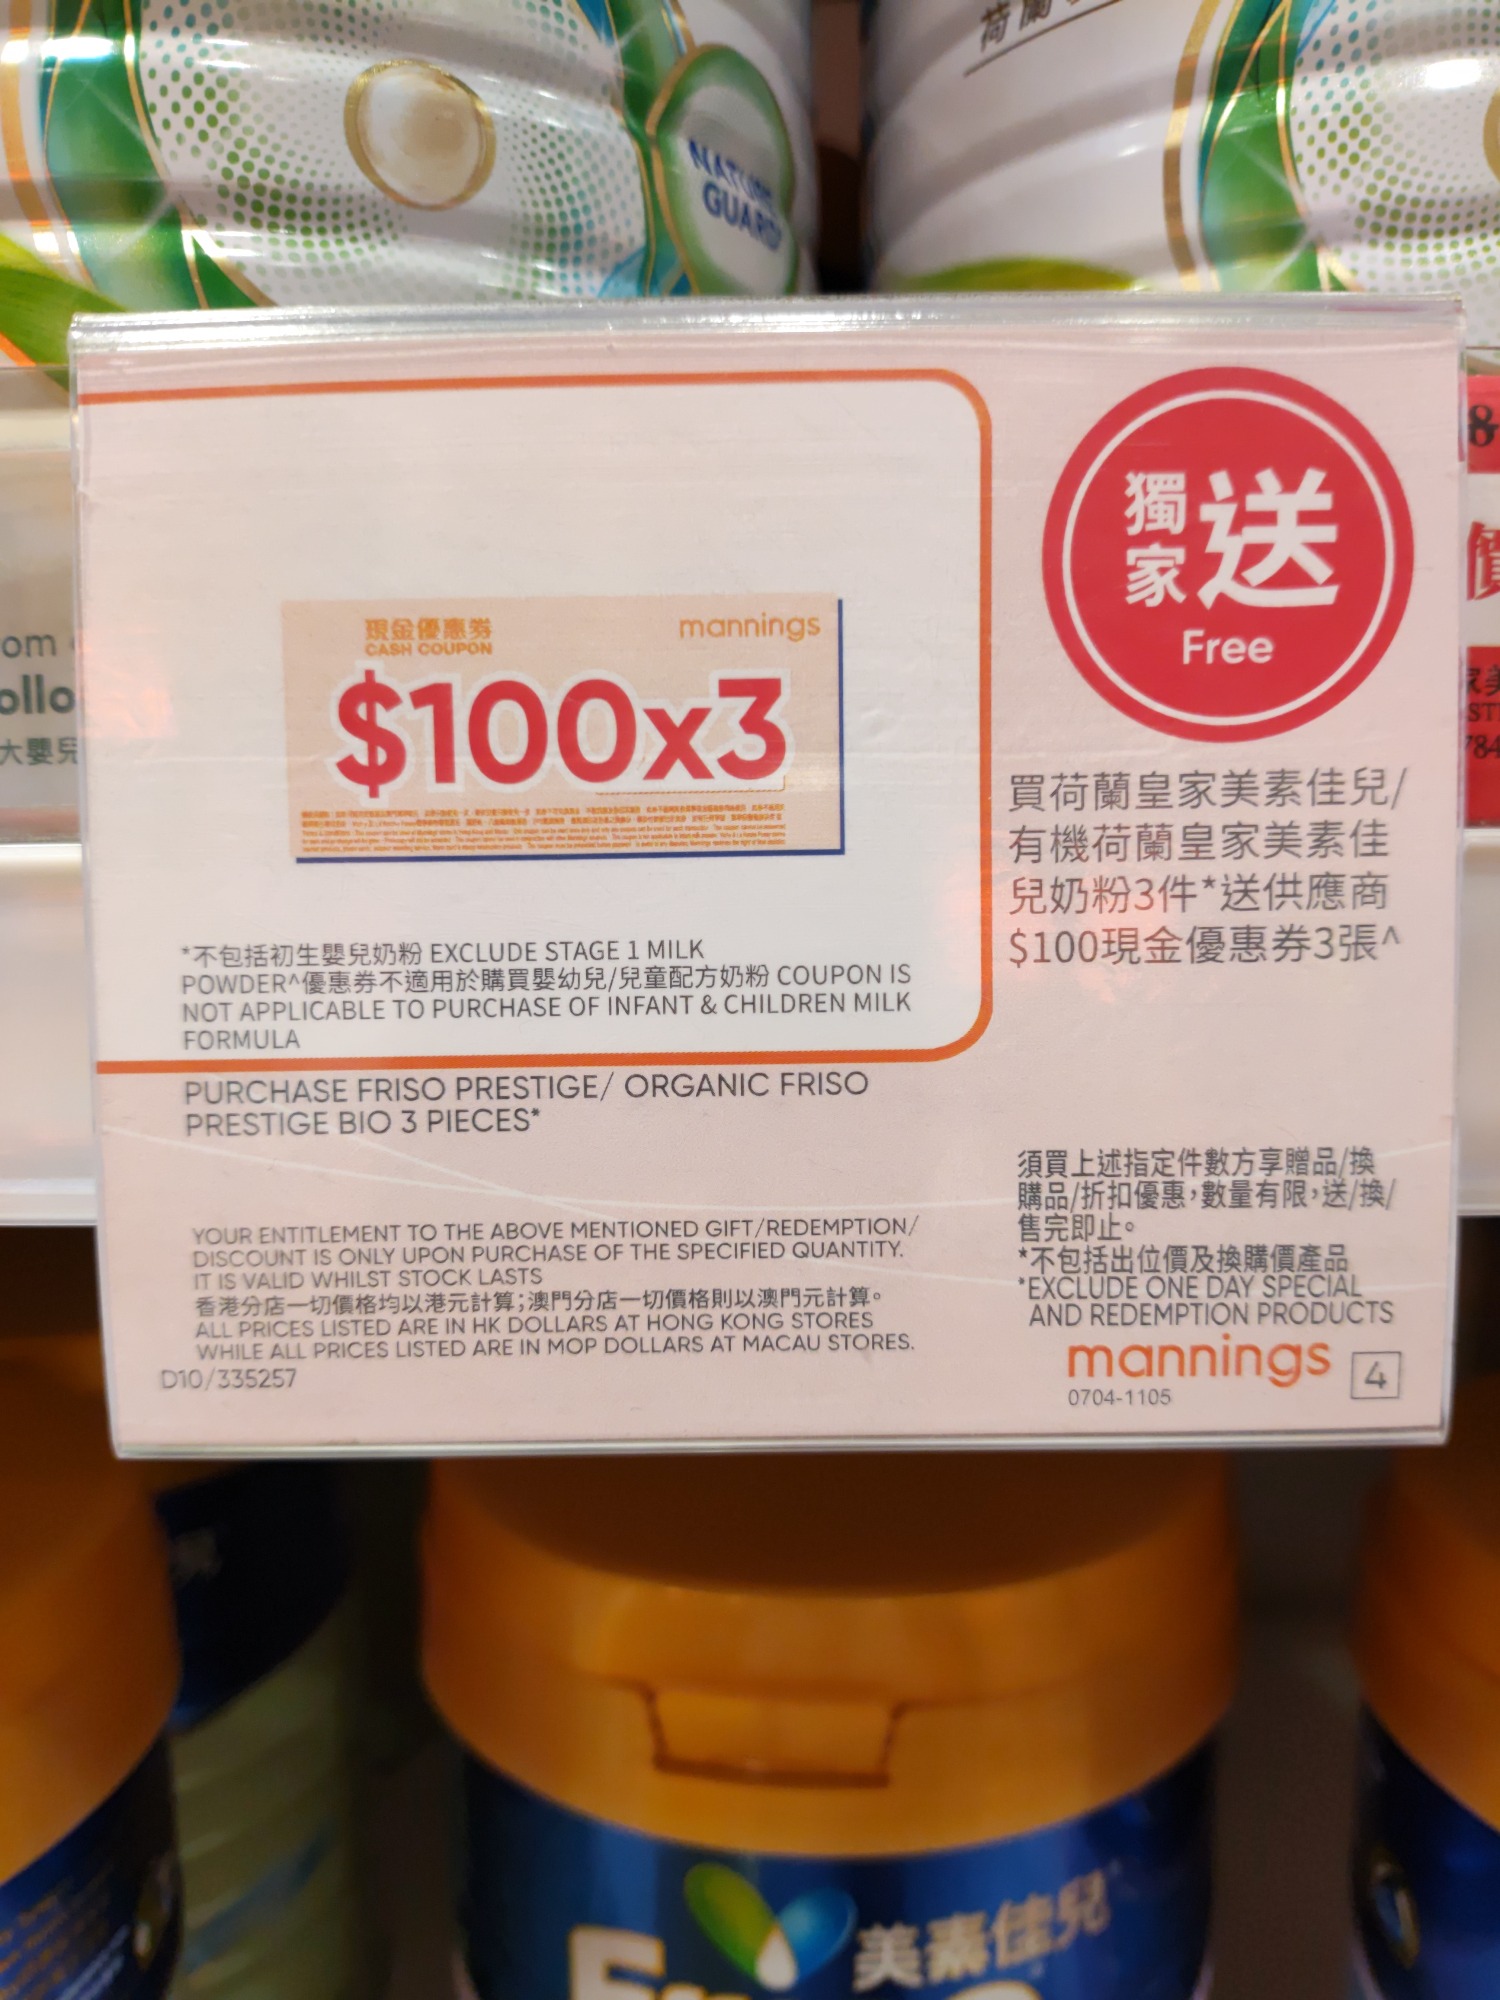 荷蘭
NATURE
GUARD
現金優惠券
CASH COUPON
mannings
$100x3
獨家送
Free
買荷蘭皇家美素佳兒/
有機荷蘭皇家美素佳
兒奶粉3件*送供應商
$100現金優惠券3張^
*不包括初生嬰兒奶粉 EXCLUDE STAGE 1 MILK
POWDER^優惠券不適用於購買嬰幼兒/兒童配方奶粉 COUPON IS
NOT APPLICABLE TO PURCHASE OF INFANT & CHILDREN MILK
FORMULA
PURCHASE FRISO PRESTIGE/ ORGANIC FRISO
PRESTIGE BIO 3 PIECES*
YOUR ENTITLEMENT TO THE ABOVE MENTIONED GIFT/REDEMPTION/
DISCOUNT IS ONLY UPON PURCHASE OF THE SPECIFIED QUANTITY.
IT IS VALID WHILST STOCK LASTS
香港分店一切價格均以港元計算;澳門分店一切價格則以澳門元計算。
ALL PRICES LISTED ARE IN HK DOLLARS AT HONG KONG STORES
WHILE ALL PRICES LISTED ARE IN MOP DOLLARS AT MACAU STORES.
D10/335257
須買上述指定件數方享贈品/換
購品/折扣優惠,數量有限,送/換/
售完即止。
*不包括出位價及換購價產品
*EXCLUDE ONE DAY SPECIAL
AND REDEMPTION PRODUCTS
mannings 4
0704-1105
大嬰兒
美素佳兒